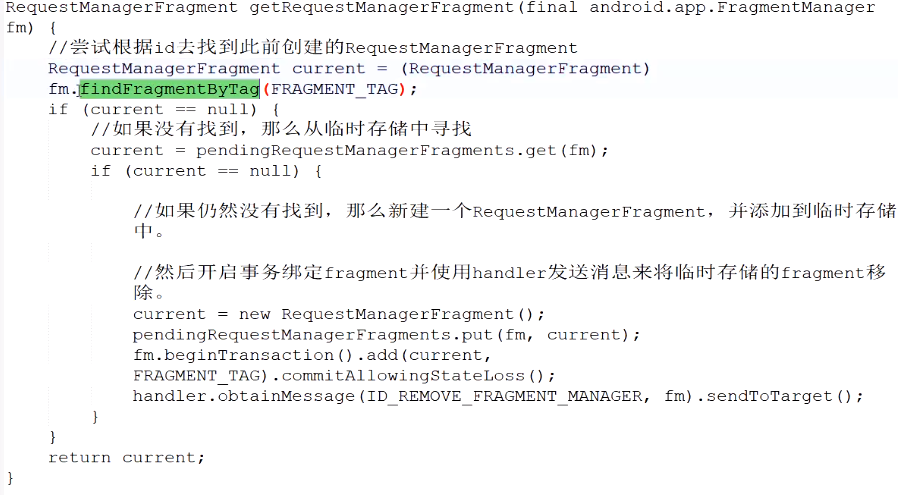 RequestManagerFragment getRequestManagerFragment(final android.app.FragmentManager
fm) {
//尝试根据id去找到此前创建的RequestManagerFragment
RequestManagerFragment current = (RequestManagerFragment)
fm.findFragmentByTag(FRAGMENT_TAG);
if (current == null) {
//如果没有找到，那么从临时存储中寻找
current = pendingRequestManagerFragments.get(fm);
if (current == null) {
//如果仍然没有找到，那么新建一个RequestManagerFragment，并添加到临时存储
中。
//然后开启事务绑定fragment并使用handler发送消息来将临时存储的fragment移
除。
current = new RequestManagerFragment();
pendingRequestManagerFragments.put(fm, current);
fm.beginTransaction().add(current,
FRAGMENT_TAG).commitAllowingStateLoss();
handler.obtainMessage(ID_REMOVE_FRAGMENT_MANAGER, fm).sendToTarget();
}
}
return current;
}